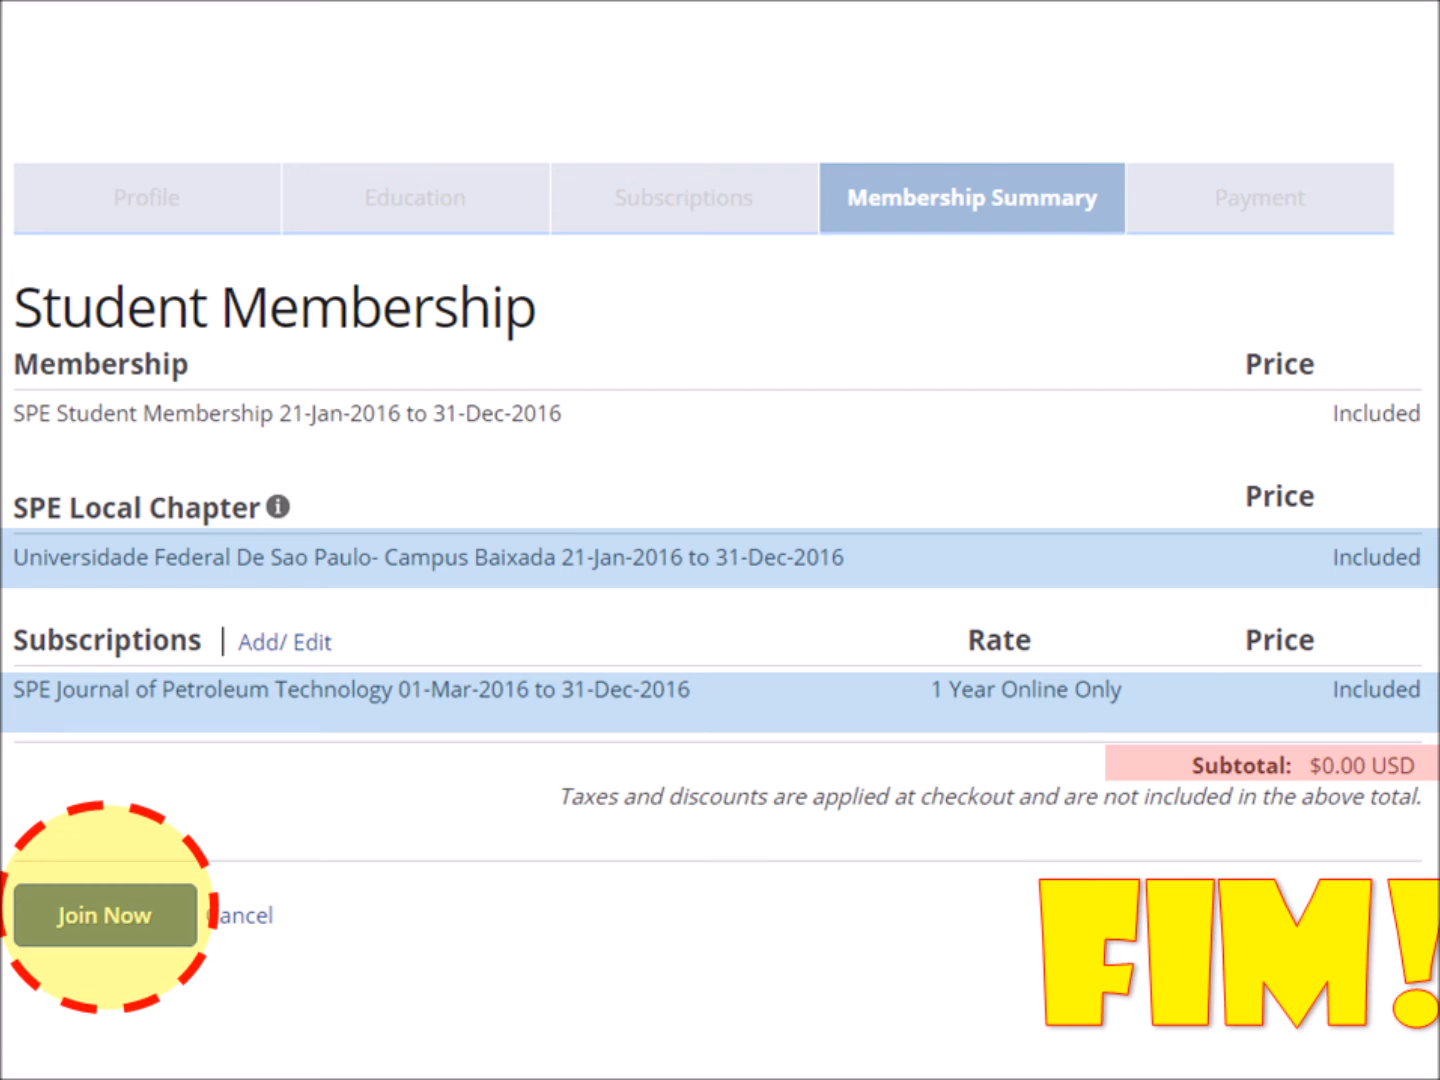 Profile Education Subscriptions Membership Summary Payment
Student Membership
Membership Price
SPE Student Membership 21-Jan-2016 to 31-Dec-2016 Included
SPE Local Chapter Price
Universidade Federal De Sao Paulo- Campus Baixada 21-Jan-2016 to 31-Dec-2016 Included
Subscriptions | Add/ Edit Rate Price
SPE Journal of Petroleum Technology 01-Mar-2016 to 31-Dec-2016 1 Year Online Only Included
Subtotal: $0.00 USD
Taxes and discounts are applied at checkout and are not included in the above total.
Join Now Cancel
FIM!